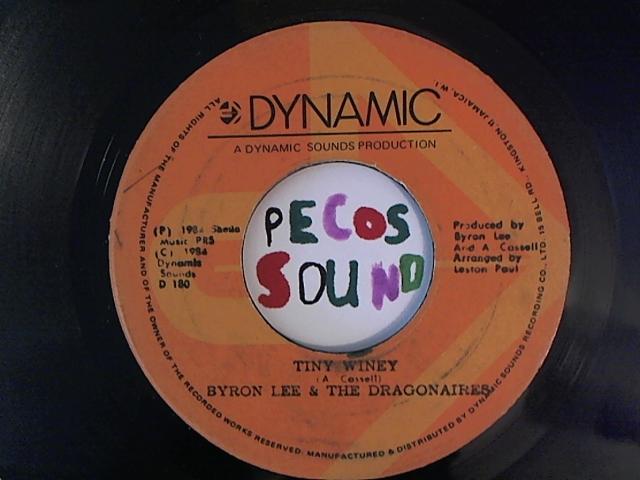 DYNAMIC
A DYNAMIC SOUNDS PRODUCTION
(P) 1984 Sheila
Music PRS
(C) 1984
Dynamic
Sounds
D 180
PECOS
SOUND
Produced by
Byron Lee
And A Cassell
Arranged by
Leston Paul
TINY WINEY
(A Cassell)
BYRON LEE & THE DRAGONAIRES
ALL RIGHTS OF THE MANUFACTURER AND OF THE OWNER OF THE RECORDED WORKS RESERVED. MANUFACTURED & DISTRIBUTED BY DYNAMIC SOUNDS RECORDING CO., LTD 15 BELL RD - KINGSTON, 11 JAMAICA, W.I.